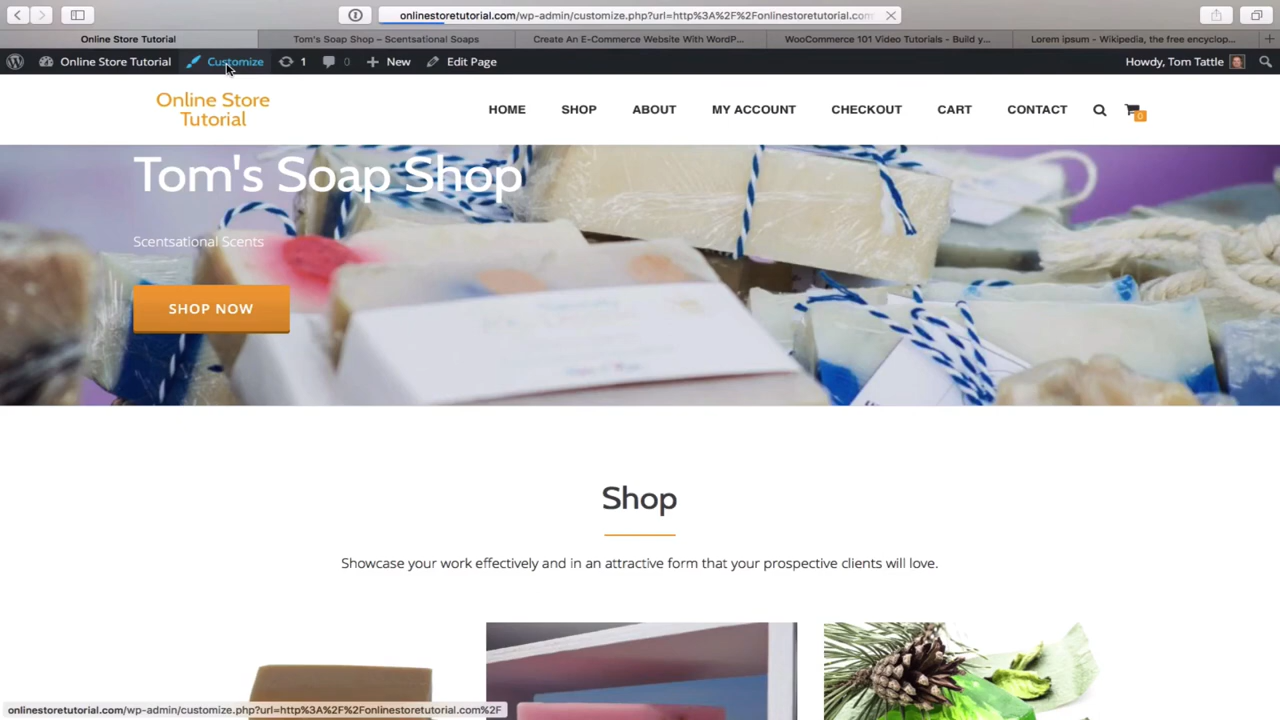 onlinestoretutorial.com/wp-admin/customize.php?url=http%3A%2F%2Fonlinestoretutorial.com
Online Store Tutorial
Tom's Soap Shop – Scentsational Soaps
Create An E-Commerce Website With WordP...
WooCommerce 101 Video Tutorials - Build y...
Lorem ipsum - Wikipedia, the free encyclop...
Online Store Tutorial
Customize
1
0
New
Edit Page
Howdy, Tom Tattle
Online Store
Tutorial
HOME
SHOP
ABOUT
MY ACCOUNT
CHECKOUT
CART
CONTACT
0
Tom's Soap Shop
Scentsational Scents
SHOP NOW
Shop
Showcase your work effectively and in an attractive form that your prospective clients will love.
onlinestoretutorial.com/wp-admin/customize.php?url=http%3A%2F%2Fonlinestoretutorial.com%2F